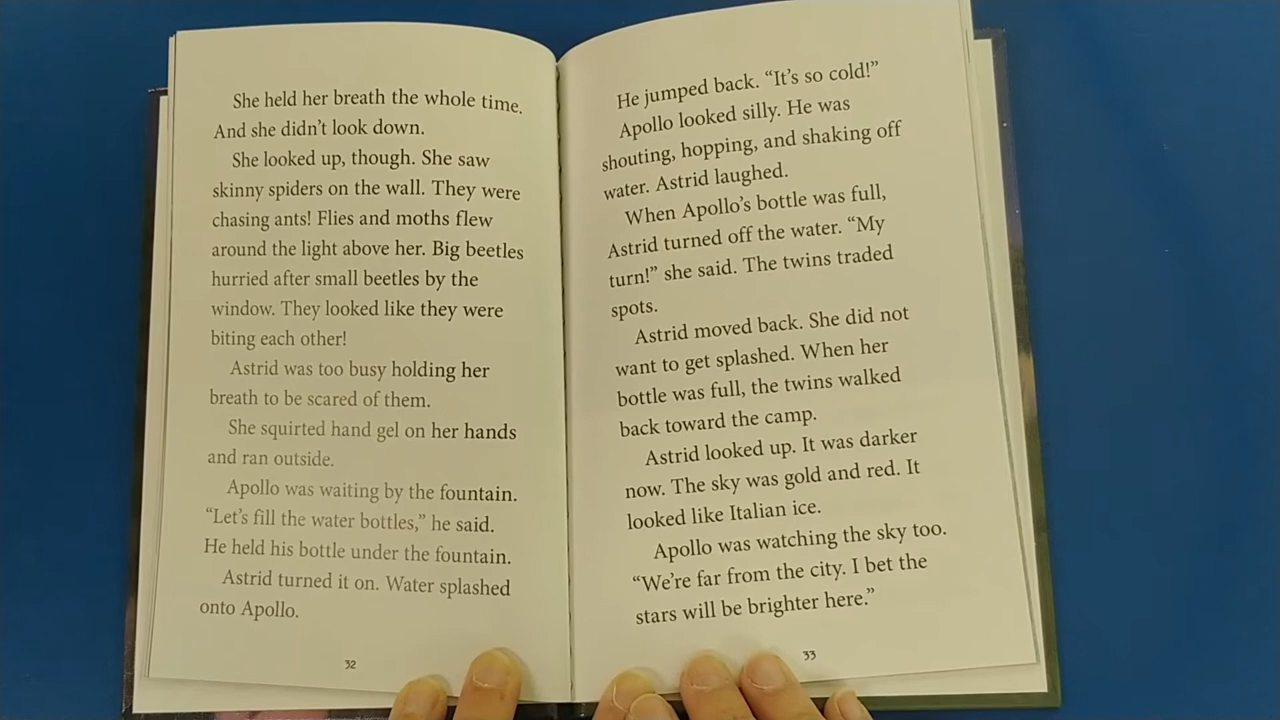 She held her breath the whole time.
And she didn’t look down.
She looked up, though. She saw
skinny spiders on the wall. They were
chasing ants! Flies and moths flew
around the light above her. Big beetles
hurried after small beetles by the
window. They looked like they were
biting each other!
Astrid was too busy holding her
breath to be scared of them.
She squirted hand gel on her hands
and ran outside.
Apollo was waiting by the fountain.
“Let’s fill the water bottles,” he said.
He held his bottle under the fountain.
Astrid turned it on. Water splashed
onto Apollo.
32
He jumped back. “It’s so cold!”
Apollo looked silly. He was
shouting, hopping, and shaking off
water. Astrid laughed.
When Apollo’s bottle was full,
Astrid turned off the water. “My
turn!” she said. The twins traded
spots.
Astrid moved back. She did not
want to get splashed. When her
bottle was full, the twins walked
back toward the camp.
Astrid looked up. It was darker
now. The sky was gold and red. It
looked like Italian ice.
Apollo was watching the sky too.
“We’re far from the city. I bet the
stars will be brighter here.”
33